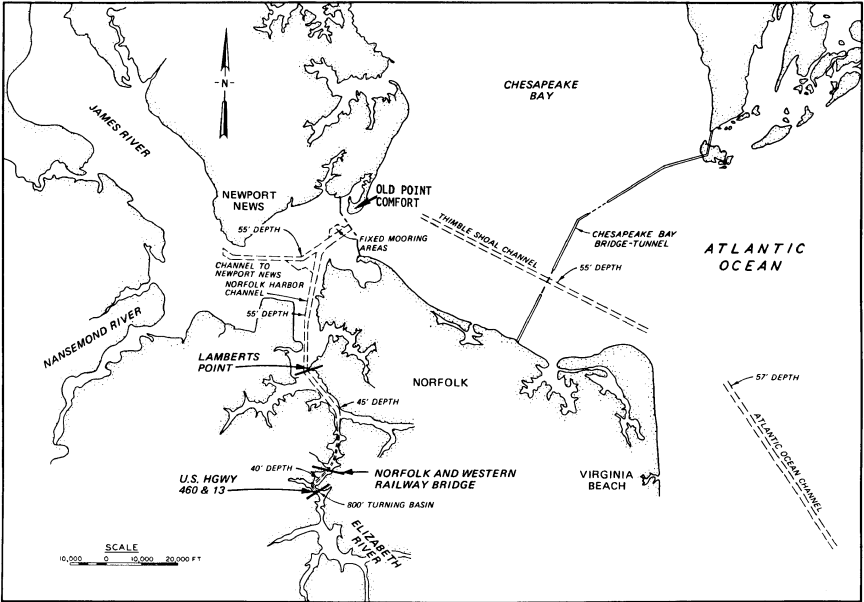 CHESAPEAKE
BAY
-N-
JAMES RIVER
NEWPORT
NEWS
OLD POINT
COMFORT
THIMBLE SHOAL CHANNEL
55' DEPTH
FIXED MOORING
AREAS
CHESAPEAKE BAY
BRIDGE-TUNNEL
ATLANTIC
OCEAN
CHANNEL TO
NEWPORT NEWS
55' DEPTH
NORFOLK HARBOR
CHANNEL
55' DEPTH
NANSEMOND RIVER
LAMBERTS
POINT
NORFOLK
57' DEPTH
45' DEPTH
ATLANTIC OCEAN CHANNEL
40' DEPTH
NORFOLK AND WESTERN
RAILWAY BRIDGE
VIRGINIA
BEACH
U.S. HGWY
460 & 13
800' TURNING BASIN
ELIZABETH
RIVER
SCALE
10,000 0 10,000 20,000 FT